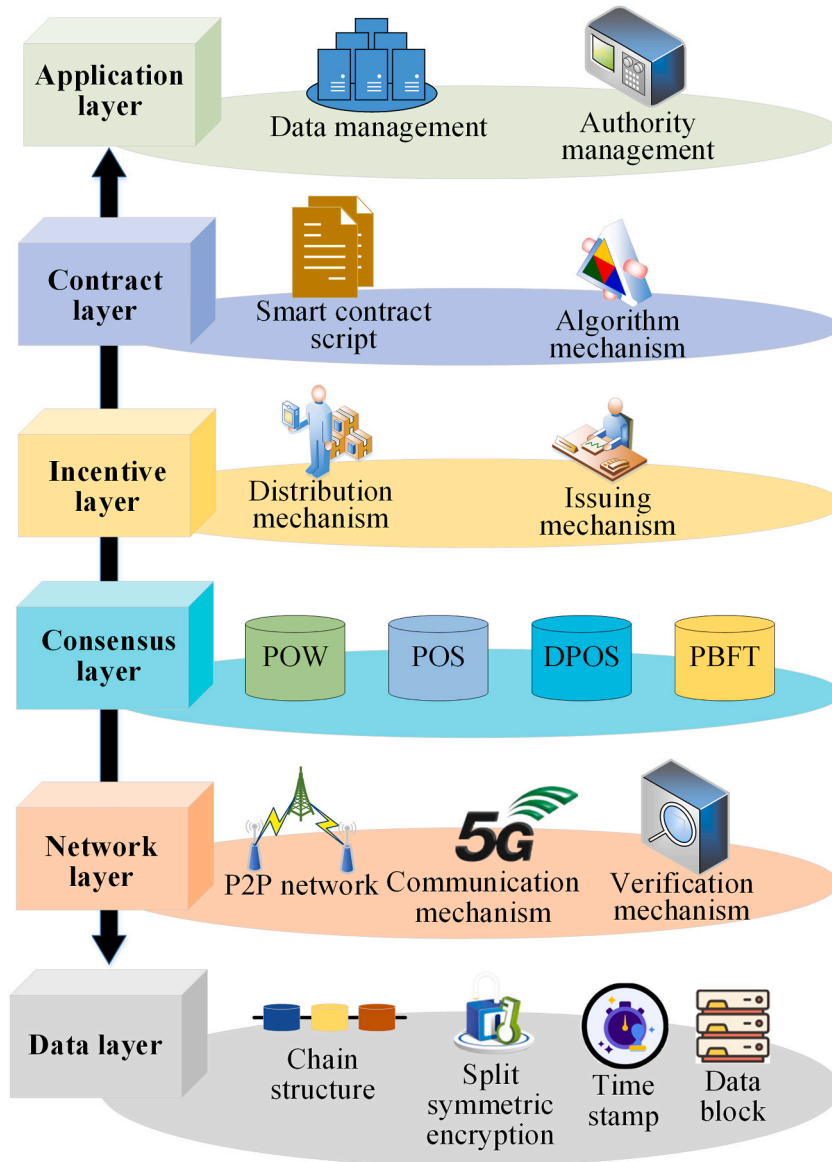 Application
layer
Data management
Authority
management
Contract
layer
Smart contract
script
Algorithm
mechanism
Incentive
layer
Distribution
mechanism
Issuing
mechanism
Consensus
layer
POW
POS
DPOS
PBFT
Network
layer
P2P network
5G
Communication
mechanism
Verification
mechanism
Data layer
Chain
structure
Split
symmetric
encryption
Time
stamp
Data
block